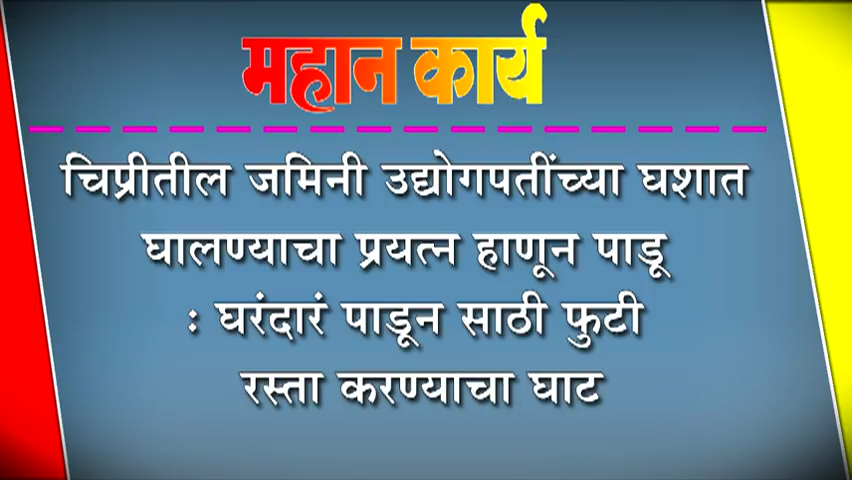 महान कार्य
चिप्रीतील जमिनी उद्योगपतींच्या घशात
घालण्याचा प्रयत्न हाणून पाडू
: घरंदारं पाडून साठी फुटी
रस्ता करण्याचा घाट